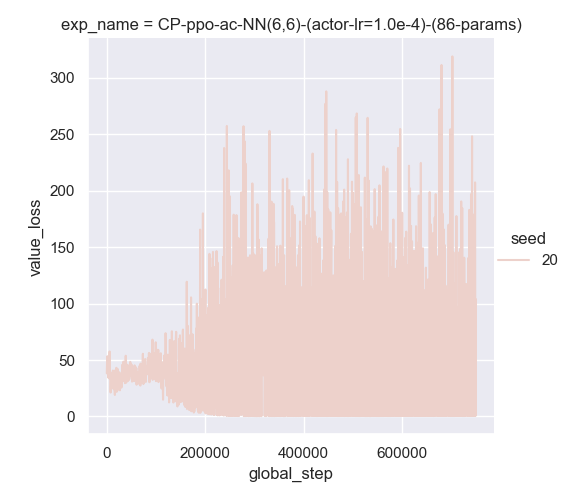 exp_name = CP-ppo-ac-NN(6,6)-(actor-lr=1.0e-4)-(86-params)
300
250
200
150
100
50
0
value_loss
0 200000 400000 600000
global_step
seed
20